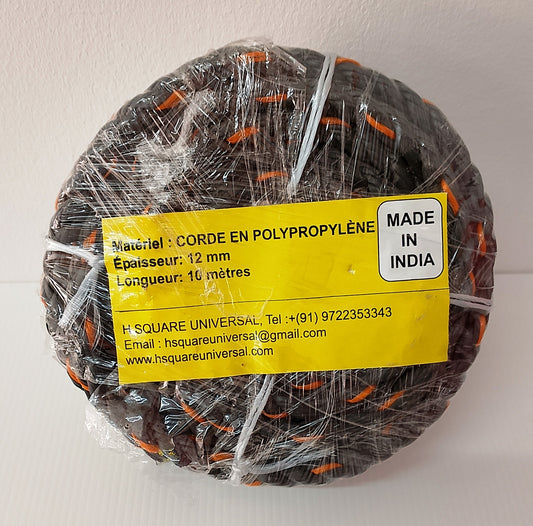 Matériel : CORDE EN POLYPROPYLÈNE
Épaisseur: 12 mm
Longueur: 10 mètres
MADE
IN
INDIA
H SQUARE UNIVERSAL, Tel :+(91) 9722353343
Email : hsquareuniversal@gmail.com
www.hsquareuniversal.com